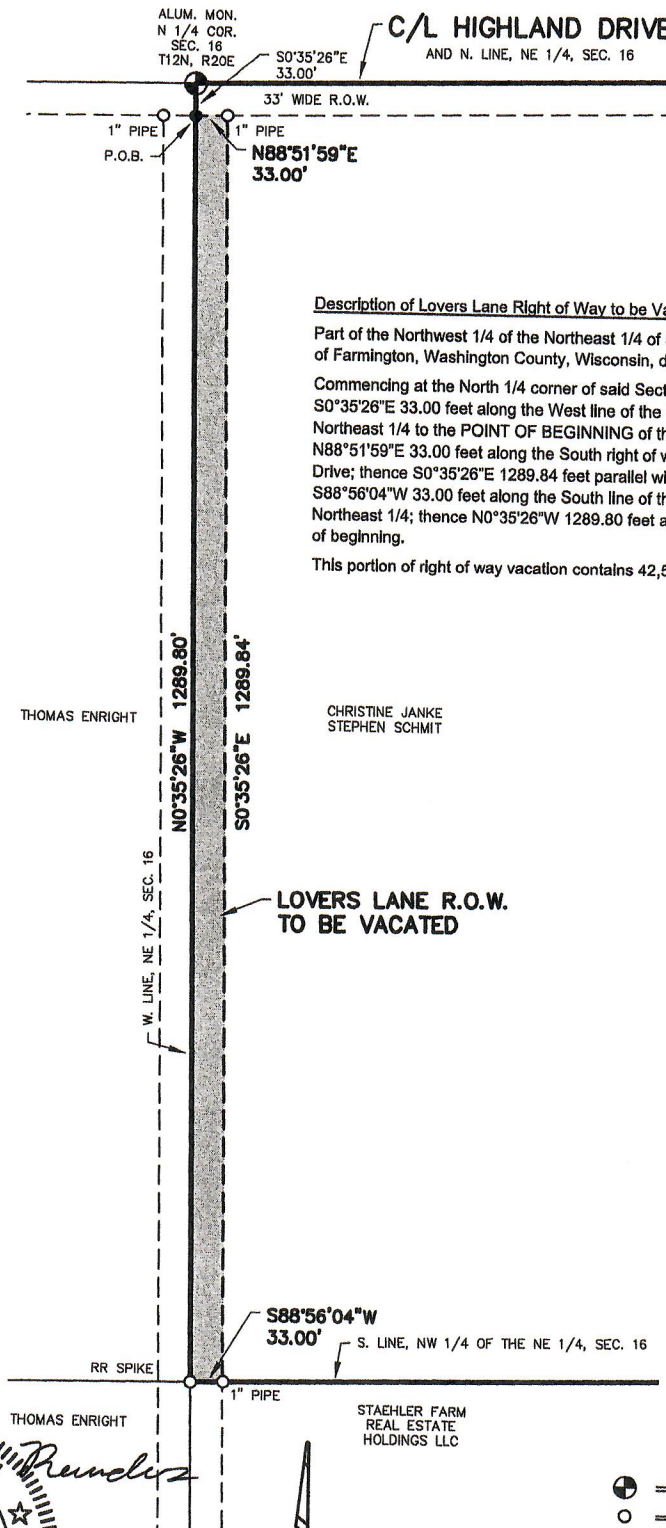 ALUM. MON.
N 1/4 COR.
SEC. 16
T12N, R20E
C/L HIGHLAND DRIVE
AND N. LINE, NE 1/4, SEC. 16
S0°35'26"E
33.00'
33' WIDE R.O.W.
1" PIPE
1" PIPE
P.O.B.
N88°51'59"E
33.00'
Description of Lovers Lane Right of Way to be Va
Part of the Northwest 1/4 of the Northeast 1/4 of
of Farmington, Washington County, Wisconsin, d
Commencing at the North 1/4 corner of said Sect
S0°35'26"E 33.00 feet along the West line of the
Northeast 1/4 to the POINT OF BEGINNING of th
N88°51'59"E 33.00 feet along the South right of w
Drive; thence S0°35'26"E 1289.84 feet parallel wi
S88°56'04"W 33.00 feet along the South line of th
Northeast 1/4; thence N0°35'26"W 1289.80 feet a
of beginning.
This portion of right of way vacation contains 42,5
N0°35'26"W 1289.80'
S0°35'26"E 1289.84'
THOMAS ENRIGHT
CHRISTINE JANKE
STEPHEN SCHMIT
W. LINE, NE 1/4, SEC. 16
LOVERS LANE R.O.W.
TO BE VACATED
S88°56'04"W
33.00'
S. LINE, NW 1/4 OF THE NE 1/4, SEC. 16
RR SPIKE
1" PIPE
THOMAS ENRIGHT
STAEHLER FARM
REAL ESTATE
HOLDINGS LLC
=
=